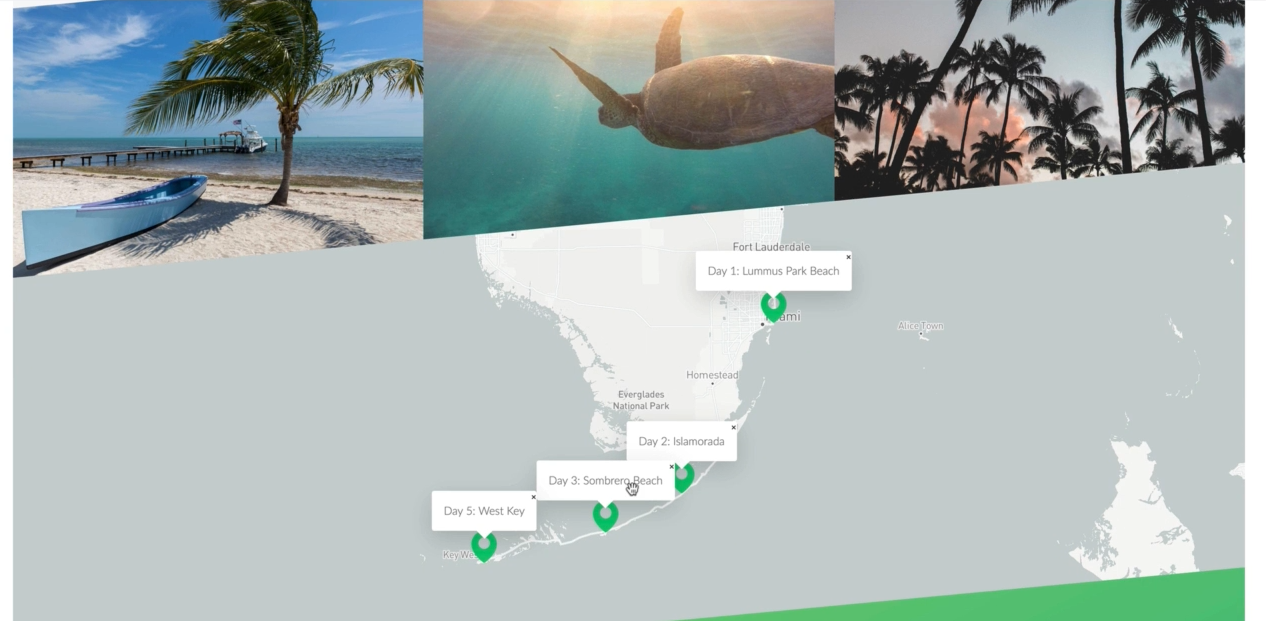 Fort Lauderdale
Day 1: Lummus Park Beach
ami
Alice Town
Homestead
Everglades
National Park
Day 2: Islamorada
Day 3: Sombrero Beach
Day 5: West Key
Key We